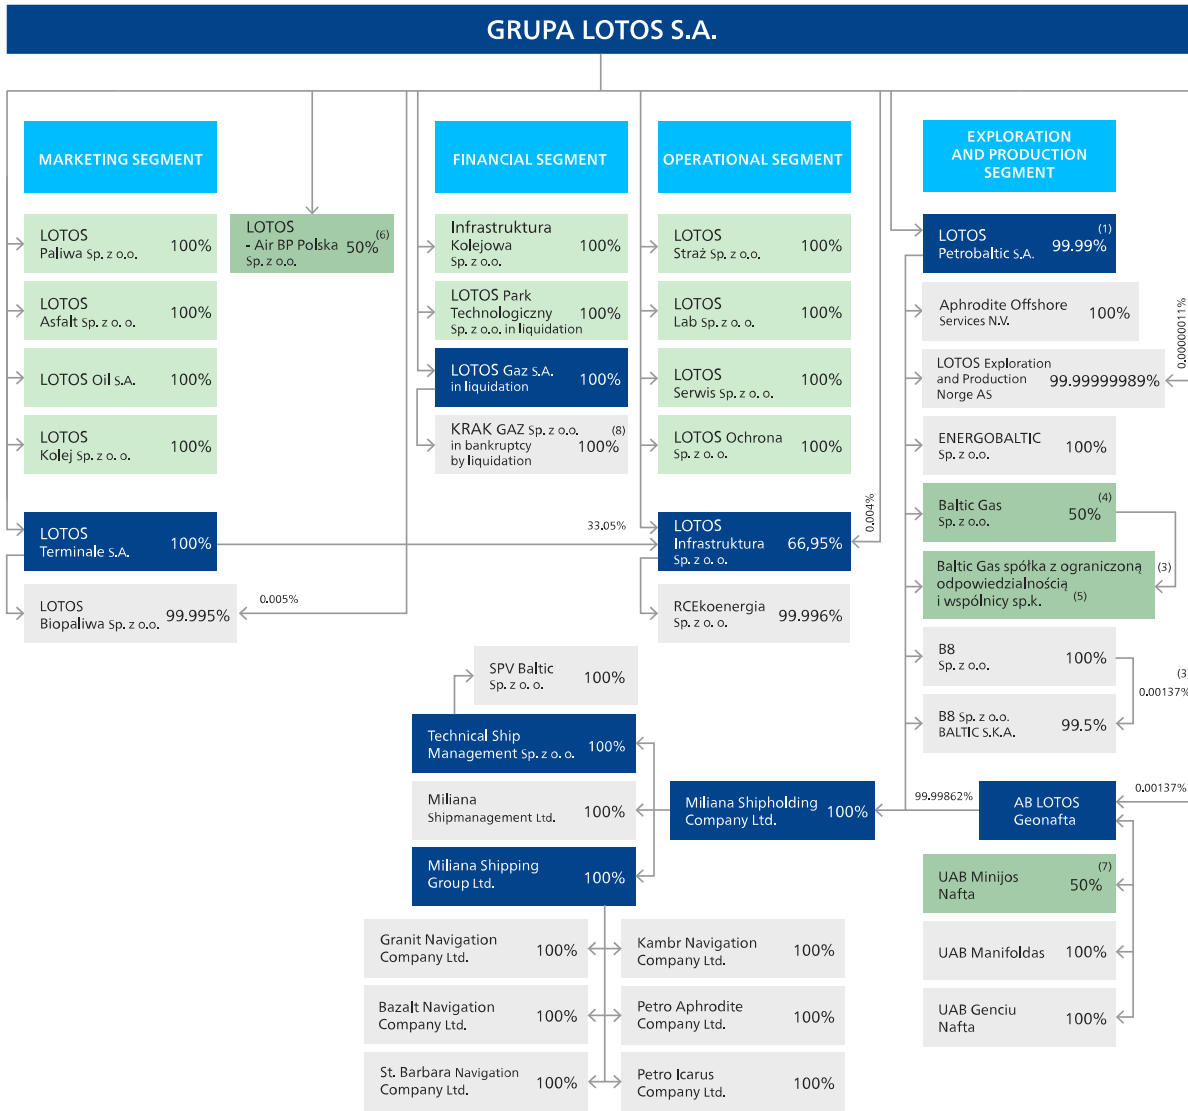 GRUPA LOTOS S.A.
MARKETING SEGMENT
LOTOS
Paliwa Sp. z o.o.
100%
LOTOS
Asfalt Sp. z o. o.
100%
LOTOS Oil S.A.
100%
LOTOS
Kolej Sp. z o. o.
100%
LOTOS
Terminale S.A.
100%
LOTOS
Biopaliwa Sp. z o.o.
99.995%
0.005%
33.05%
LOTOS
- Air BP Polska
Sp. z o.o.
50%
(6)
FINANCIAL SEGMENT
Infrastruktura
Kolejowa
Sp. z o.o.
100%
LOTOS Park
Technologiczny
Sp. z o.o. in liquidation
100%
LOTOS Gaz S.A.
in liquidation
100%
KRAK GAZ Sp. z o.o.
in bankruptcy
by liquidation
(8)
100%
OPERATIONAL SEGMENT
LOTOS
Straż Sp. z o.o.
100%
LOTOS
Lab Sp. z o. o.
100%
LOTOS
Serwis Sp. z o. o.
100%
LOTOS Ochrona
Sp. z o. o.
100%
LOTOS
Infrastruktura
Sp. z o. o.
66,95%
0.004%
RCEkoenergia
Sp. z o. o.
99.996%
EXPLORATION
AND PRODUCTION
SEGMENT
LOTOS
Petrobaltic S.A.
(1)
99.99%
Aphrodite Offshore
Services N.V.
100%
LOTOS Exploration
and Production
Norge AS
99.99999989%
0.00000011%
ENERGOBALTIC
Sp. z o.o.
100%
Baltic Gas
Sp. z o.o.
(4)
50%
Baltic Gas spółka z ograniczoną
odpowiedzialnością
i wspólnicy sp.k.
(5)
(3)
B8
Sp. z o.o.
100%
(3)
0.00137%
B8 Sp. z o.o.
BALTIC S.K.A.
99.5%
AB LOTOS
Geonafta
99.99862%
0.00137%
UAB Minijos
Nafta
(7)
50%
UAB Manifoldas
100%
UAB Genciu
Nafta
100%
SPV Baltic
Sp. z o. o.
100%
Technical Ship
Management Sp. z o. o.
100%
Miliana
Shipmanagement Ltd.
100%
Miliana Shipholding
Company Ltd.
100%
Miliana Shipping
Group Ltd.
100%
Granit Navigation
Company Ltd.
100%
Kambr Navigation
Company Ltd.
100%
Bazalt Navigation
Company Ltd.
100%
Petro Aphrodite
Company Ltd.
100%
St. Barbara Navigation
Company Ltd.
100%
Petro Icarus
Company Ltd.
100%